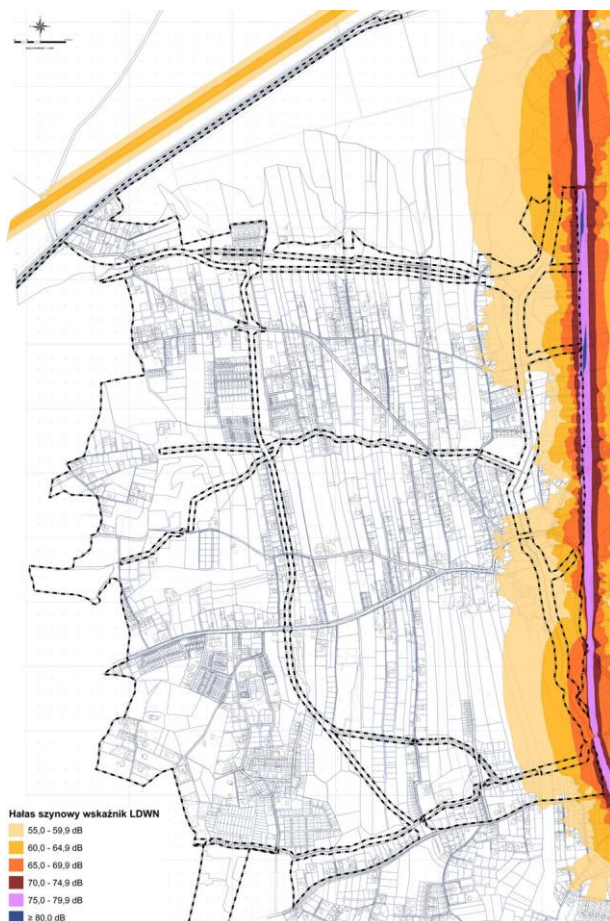 Hałas szynowy wskaźnik LDWN
55,0 - 59,9 dB
60,0 - 64,9 dB
65,0 - 69,9 dB
70,0 - 74,9 dB
75,0 - 79,9 dB
≥ 80,0 dB